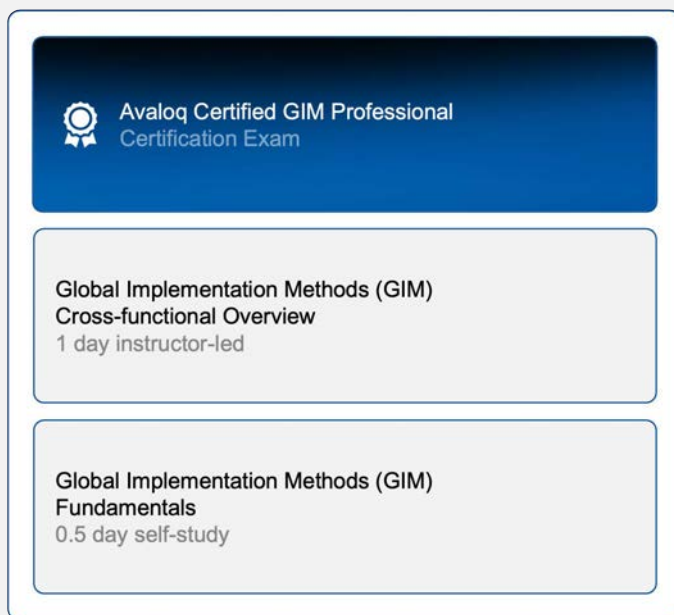 Avaloq Certified GIM Professional
Certification Exam
Global Implementation Methods (GIM)
Cross-functional Overview
1 day instructor-led
Global Implementation Methods (GIM)
Fundamentals
0.5 day self-study